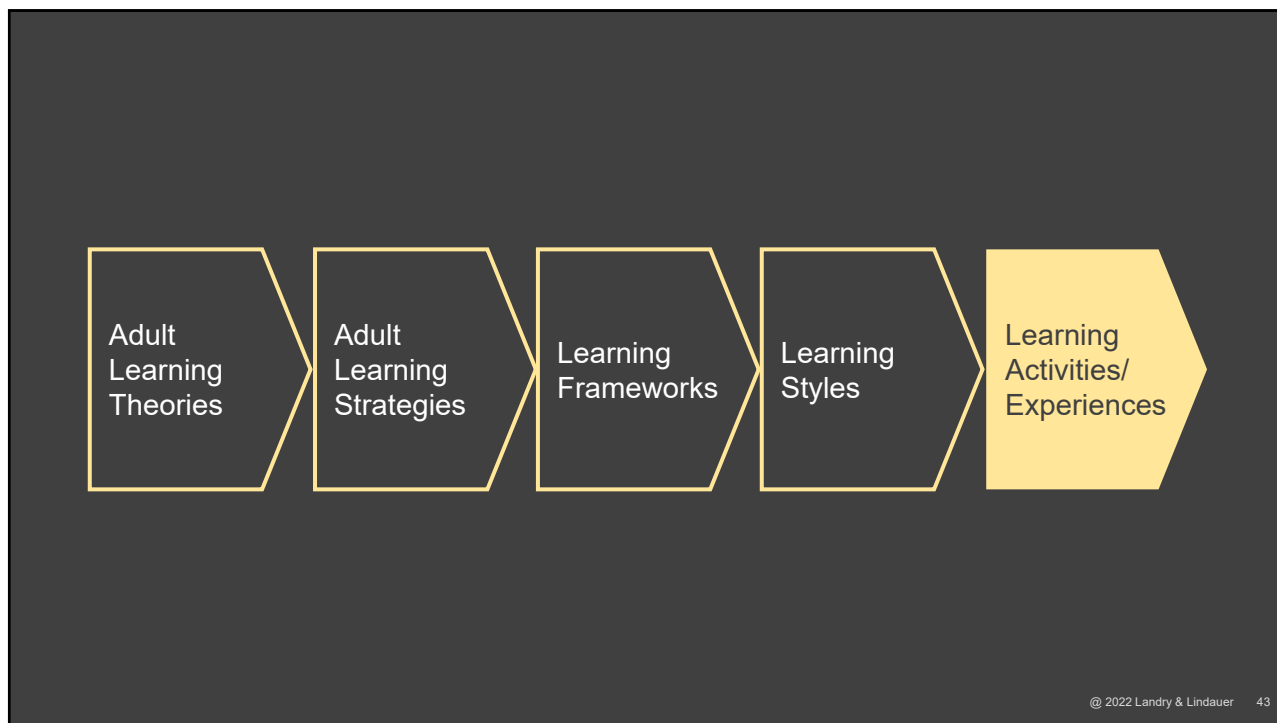 Adult
Learning
Theories
Adult
Learning
Strategies
Learning
Frameworks
Learning
Styles
Learning
Activities/
Experiences
@ 2022 Landry & Lindauer 43